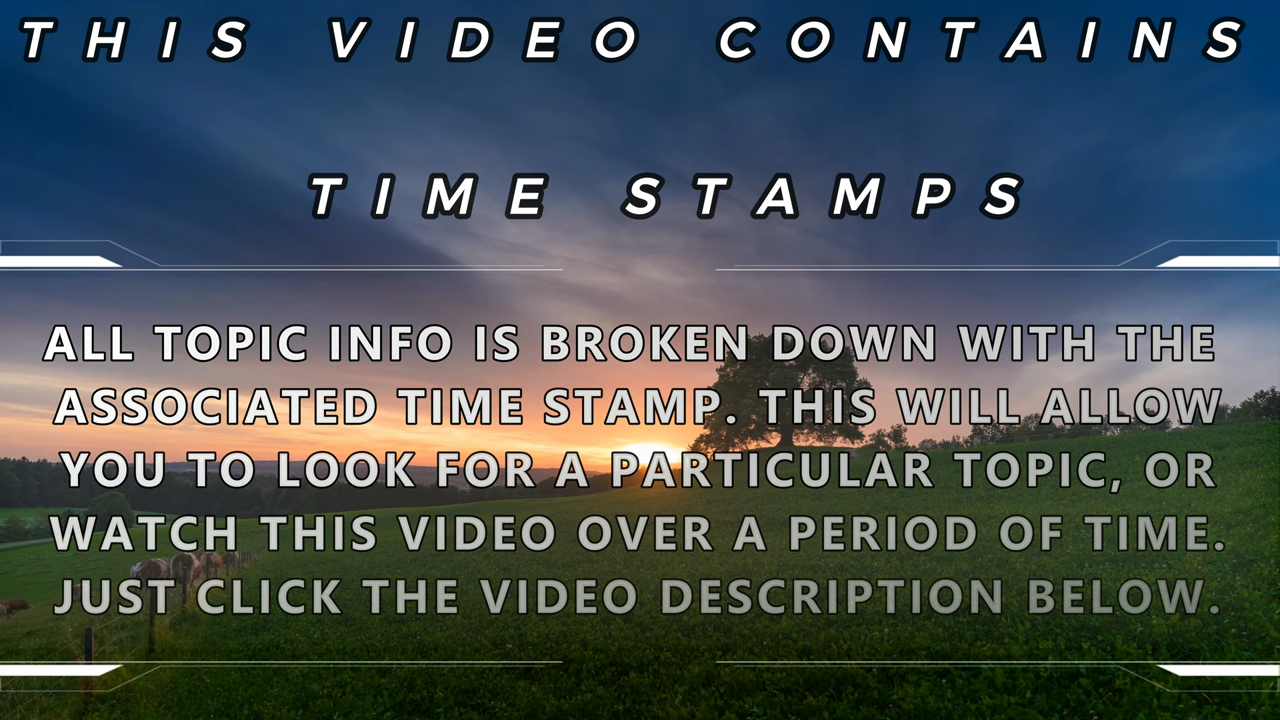 THIS VIDEO CONTAINS
TIME STAMPS
ALL TOPIC INFO IS BROKEN DOWN WITH THE
ASSOCIATED TIME STAMP. THIS WILL ALLOW
YOU TO LOOK FOR A PARTICULAR TOPIC, OR
WATCH THIS VIDEO OVER A PERIOD OF TIME.
JUST CLICK THE VIDEO DESCRIPTION BELOW.